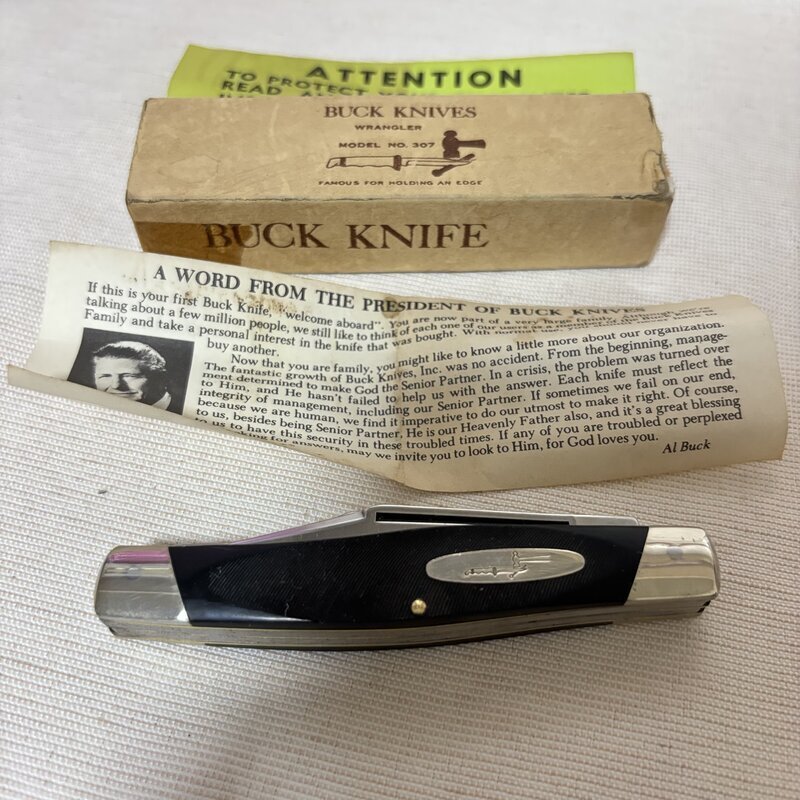 ATTENTION
TO PROTECT
READ
BUCK KNIVES
WRANGLER
MODEL NO. 307
FAMOUS FOR HOLDING AN EDGE
BUCK KNIFE
A WORD FROM THE PRESIDENT OF BUCK KNIVES
If this is your first Buck Knife, "welcome aboard". You are now part of a very large family. Although we're
talking about a few million people, we still like to think of each one of our users as a member of the Buck Knives
Family and take a personal interest in the knife that was bought. With normal use,
buy another.
Now that you are family, you might like to know a little more about our organization.
The fantastic growth of Buck Knives, Inc. was no accident. From the beginning, manage-
ment determined to make God the Senior Partner. In a crisis, the problem was turned over
to Him, and He hasn't failed to help us with the answer. Each knife must reflect the
integrity of management, including our Senior Partner. If sometimes we fail on our end,
because we are human, we find it imperative to do our utmost to make it right. Of course,
to us, besides being Senior Partner, He is our Heavenly Father also, and it's a great blessing
to us to have this security in these troubled times. If any of you are troubled or perplexed
for answers, may we invite you to look to Him, for God loves you.
Al Buck